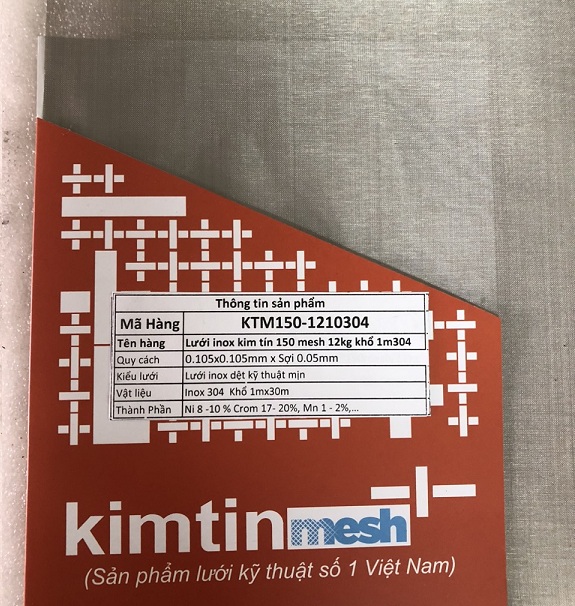 Thông tin sản phẩm
Mã Hàng KTM150-1210304
Tên hàng Lưới inox kim tín 150 mesh 12kg khổ 1m304
Quy cách 0.105x0.105mm x Sợi 0.05mm
Kiểu lưới Lưới inox dệt kỹ thuật mịn
Vật liệu Inox 304 Khổ 1mx30m
Thành Phần Ni 8 -10 % Crom 17- 20%, Mn 1 - 2%,...
kimtin mesh
(Sản phẩm lưới kỹ thuật số 1 Việt Nam)